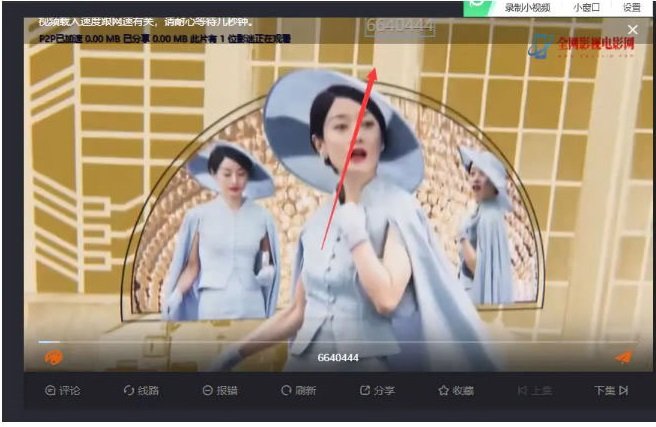 录制小视频 小窗口 设置
视频载入速度跟网速有关，请耐心等待几秒钟。
6640444
P2P已加速 0.00 MB 已分享 0.00 MB 此片有 1 位影迷正在观看
全网影视电影网
6640444
评论 线路 报错 刷新 分享 收藏 上集 下集